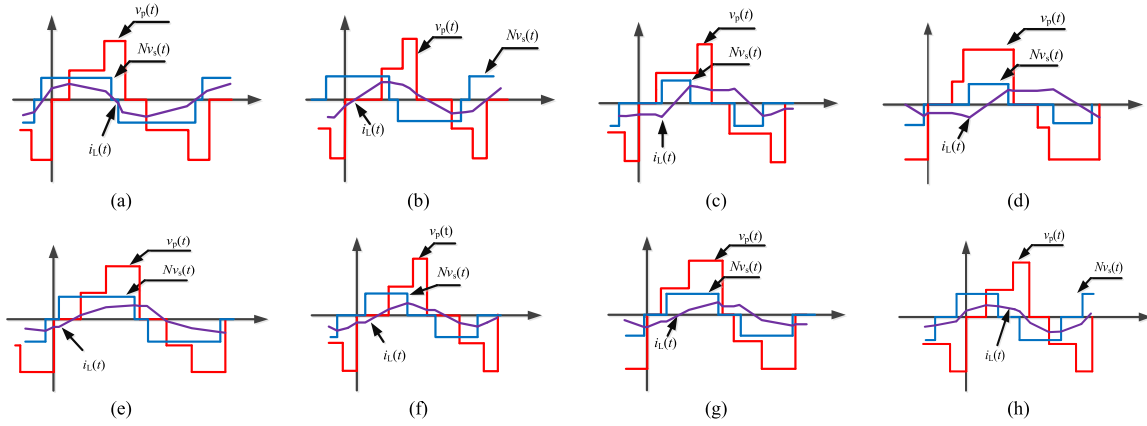 vp(t)
Nvs(t)
iL(t)
(a)
vp(t)
Nvs(t)
iL(t)
(b)
vp(t)
Nvs(t)
iL(t)
(c)
vp(t)
Nvs(t)
iL(t)
(d)
vp(t)
Nvs(t)
iL(t)
(e)
vp(t)
Nvs(t)
iL(t)
(f)
vp(t)
Nvs(t)
iL(t)
(g)
vp(t)
Nvs(t)
iL(t)
(h)